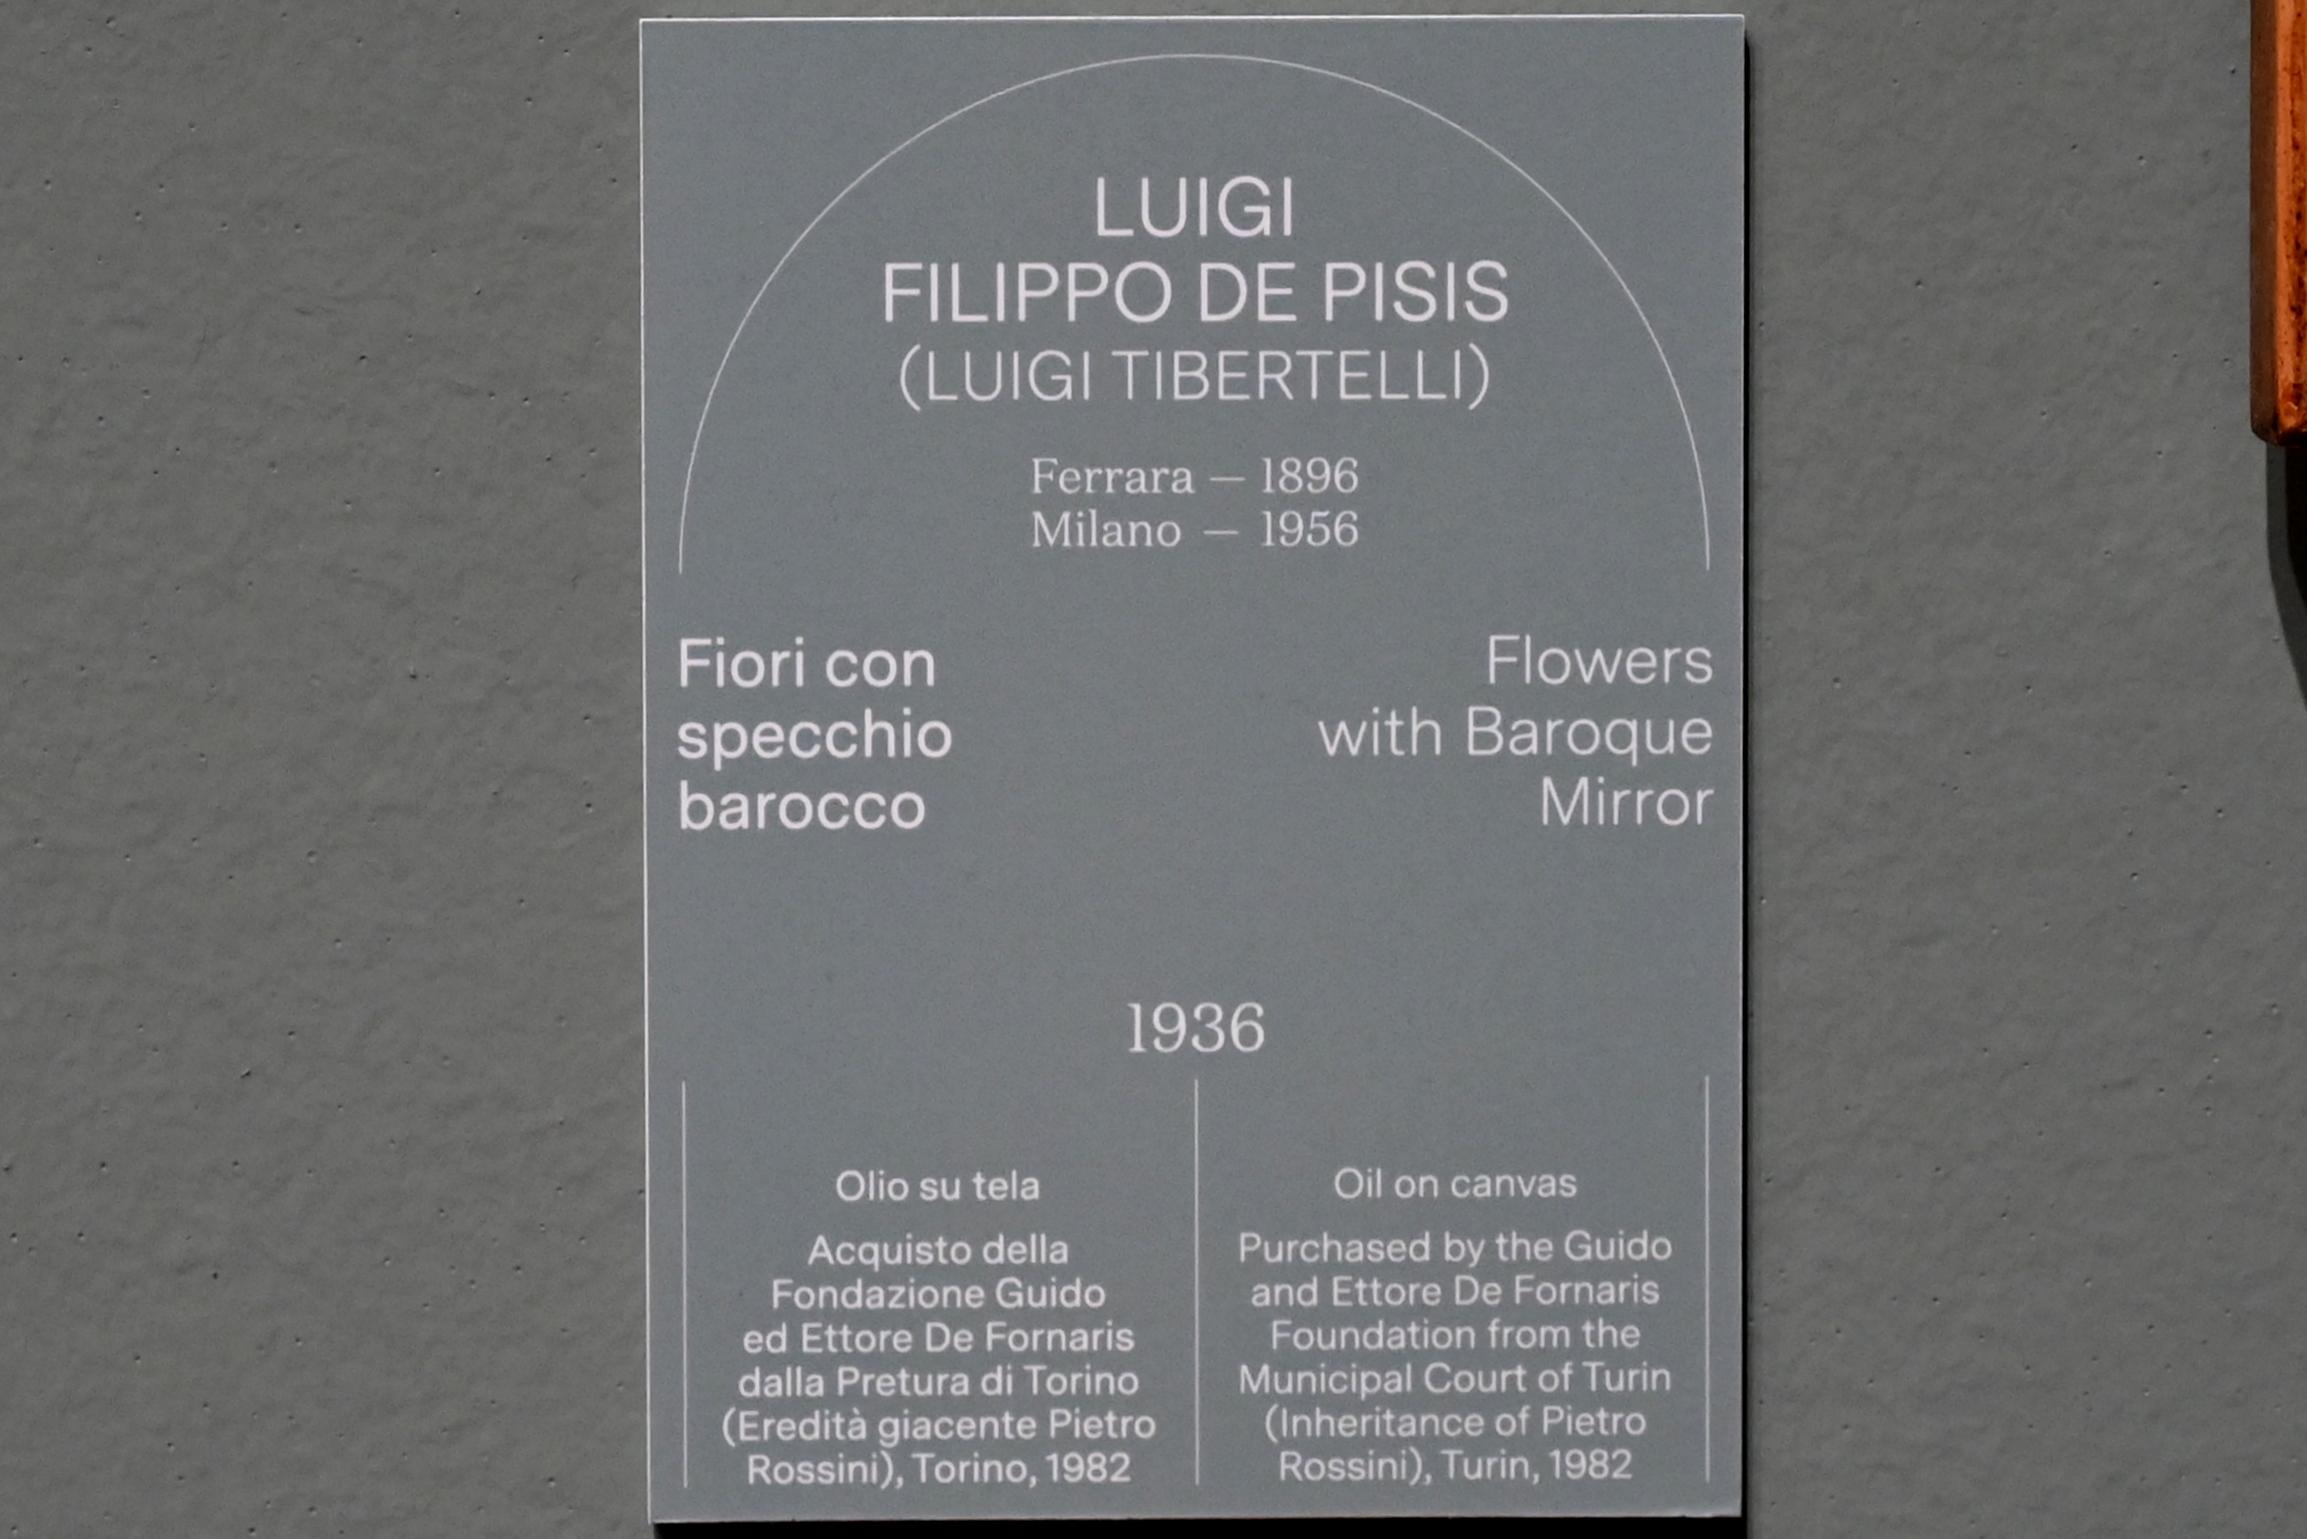 LUIGI
FILIPPO DE PISIS
(LUIGI TIBERTELLI)
Ferrara — 1896
Milano — 1956
Fiori con
specchio
barocco
Flowers
with Baroque
Mirror
1936
Olio su tela
Acquisto della
Fondazione Guido
ed Ettore De Fornaris
dalla Pretura di Torino
(Eredità giacente Pietro
Rossini), Torino, 1982
Oil on canvas
Purchased by the Guido
and Ettore De Fornaris
Foundation from the
Municipal Court of Turin
(Inheritance of Pietro
Rossini), Turin, 1982